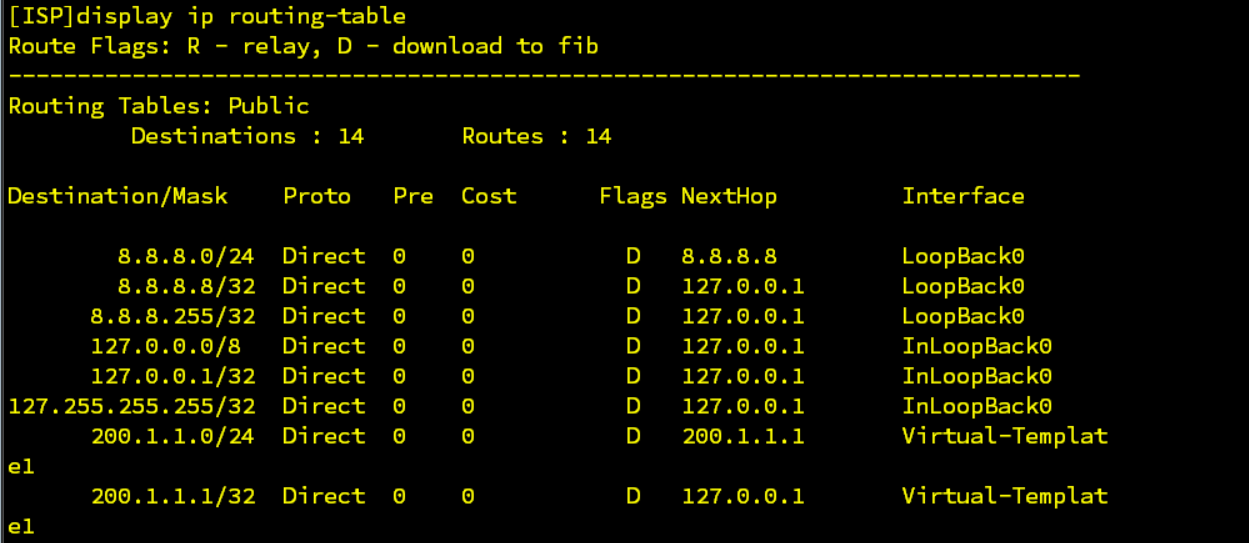 [ISP]display ip routing-table
Route Flags: R - relay, D - download to fib
------------------------------------------------------------------------------
Routing Tables: Public
         Destinations : 14       Routes : 14

Destination/Mask    Proto   Pre  Cost      Flags NextHop         Interface

        8.8.8.0/24  Direct  0    0           D   8.8.8.8         LoopBack0
        8.8.8.8/32  Direct  0    0           D   127.0.0.1       LoopBack0
      8.8.8.255/32  Direct  0    0           D   127.0.0.1       LoopBack0
      127.0.0.0/8   Direct  0    0           D   127.0.0.1       InLoopBack0
      127.0.0.1/32  Direct  0    0           D   127.0.0.1       InLoopBack0
127.255.255.255/32  Direct  0    0           D   127.0.0.1       InLoopBack0
      200.1.1.0/24  Direct  0    0           D   200.1.1.1       Virtual-Templat
e1
      200.1.1.1/32  Direct  0    0           D   127.0.0.1       Virtual-Templat
e1